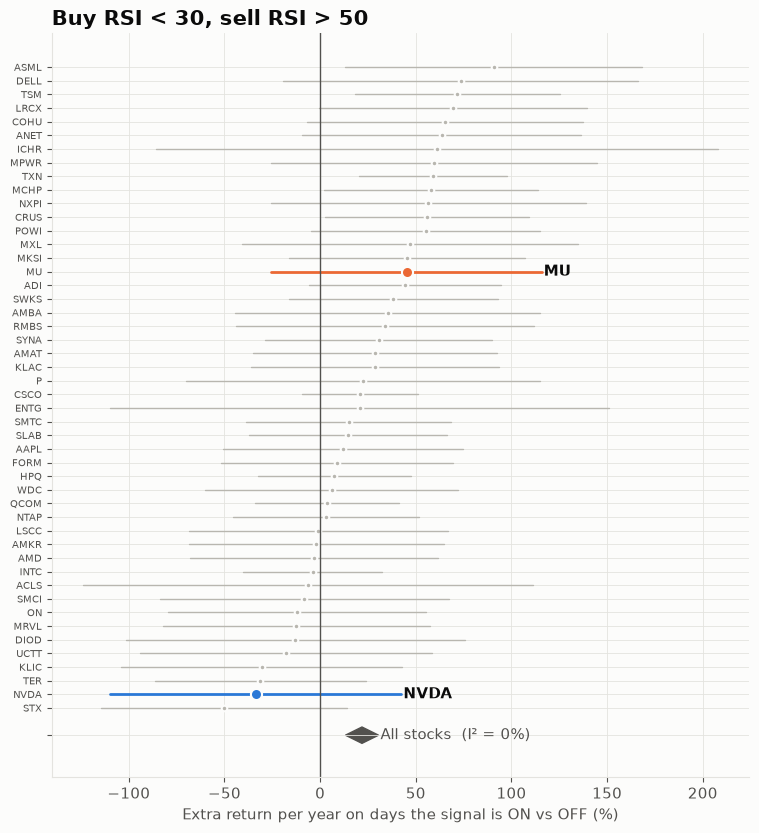 Buy RSI < 30, sell RSI > 50
ASML
DELL
TSM
LRCX
COHU
ANET
ICHR
MPWR
TXN
MCHP
NXPI
CRUS
POWI
MXL
MKSI
MU MU
ADI
SWKS
AMBA
RMBS
SYNA
AMAT
KLAC
P
CSCO
ENTG
SMTC
SLAB
AAPL
FORM
HPQ
WDC
QCOM
NTAP
LSCC
AMKR
AMD
INTC
ACLS
SMCI
ON
MRVL
DIOD
UCTT
KLIC
TER
NVDA NVDA
STX
All stocks (I² = 0%)
−100 −50 0 50 100 150 200
Extra return per year on days the signal is ON vs OFF (%)